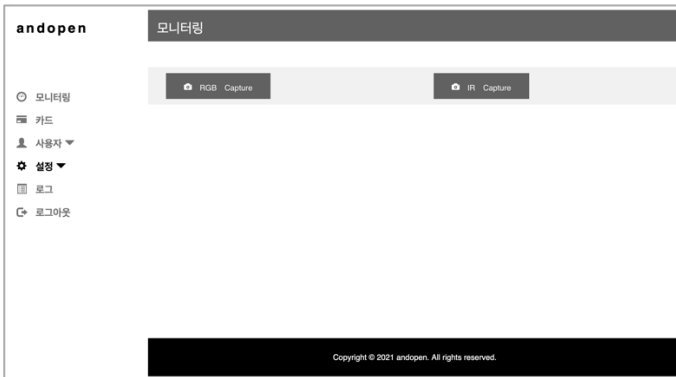 andopen
모니터링
모니터링
카드
사용자
설정
로그
로그아웃
RGB Capture
IR Capture
Copyright © 2021 andopen. All rights reserved.